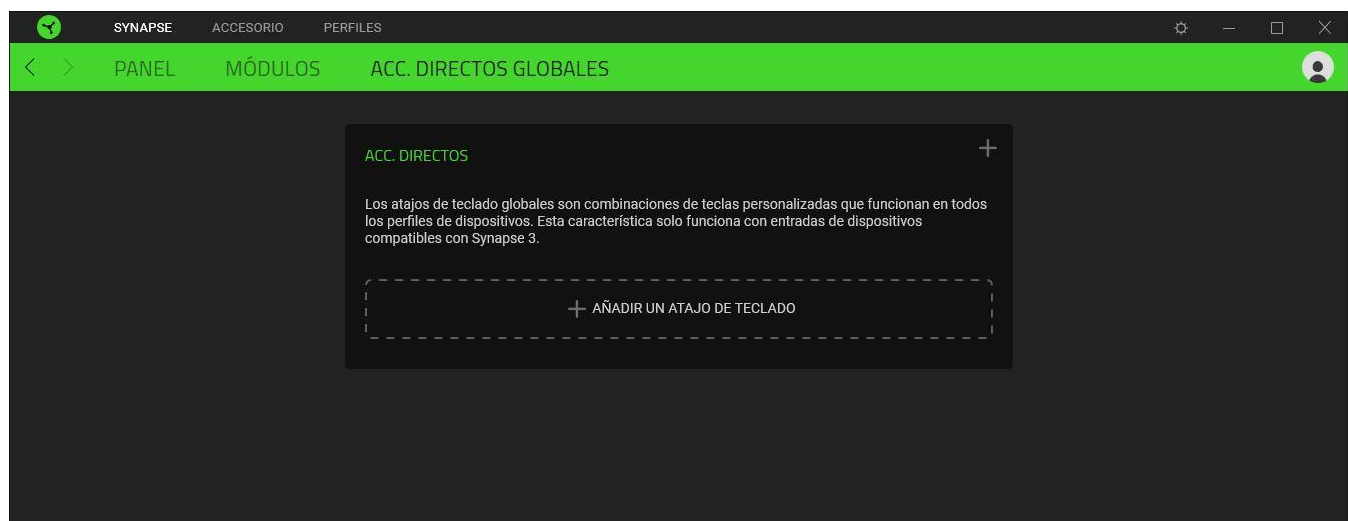 SYNAPSE ACCESORIO PERFILES
PANEL MÓDULOS ACC. DIRECTOS GLOBALES
ACC. DIRECTOS
Los atajos de teclado globales son combinaciones de teclas personalizadas que funcionan en todos
los perfiles de dispositivos. Esta característica solo funciona con entradas de dispositivos
compatibles con Synapse 3.
AÑADIR UN ATAJO DE TECLADO